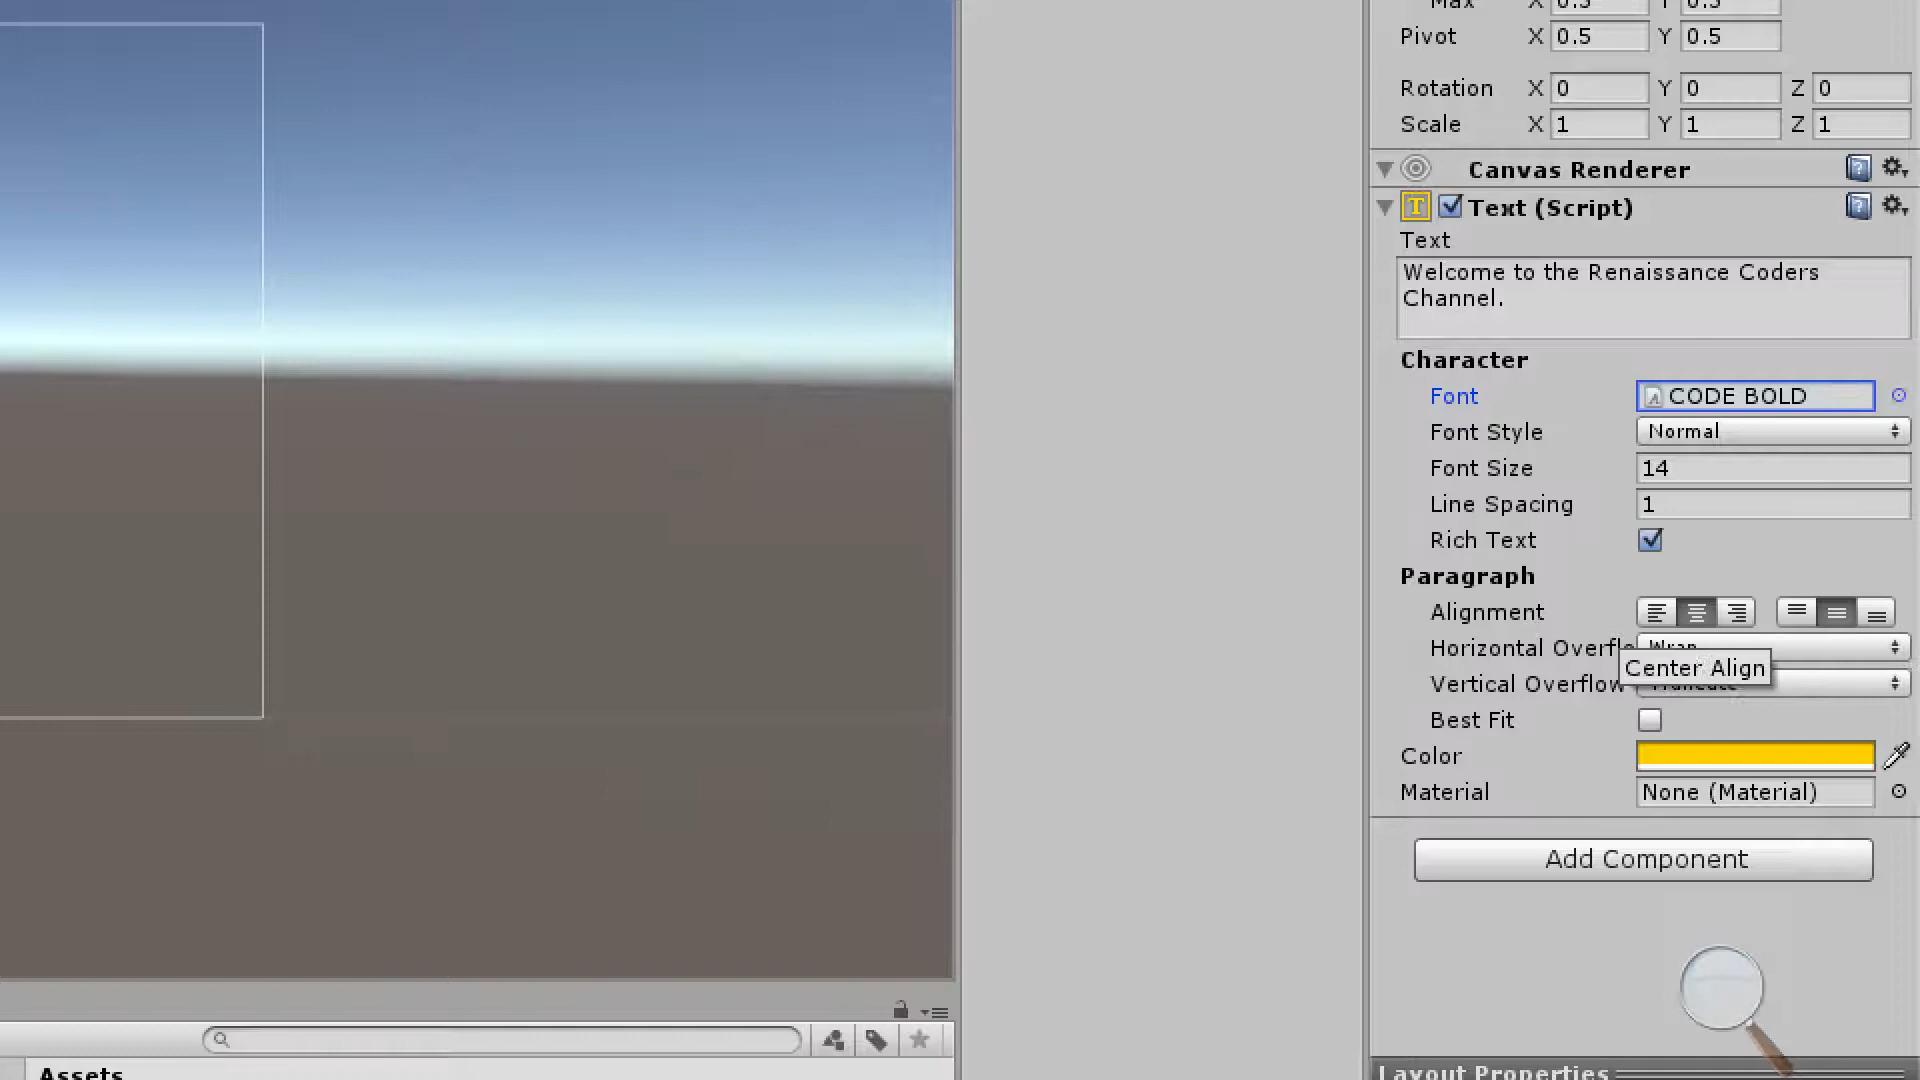 Max X 0.5 Y 0.5
Pivot X 0.5 Y 0.5
Rotation X 0 Y 0 Z 0
Scale X 1 Y 1 Z 1
Canvas Renderer
T Text (Script)
Text
Welcome to the Renaissance Coders
Channel.
Character
Font CODE BOLD
Font Style Normal
Font Size 14
Line Spacing 1
Rich Text
Paragraph
Alignment
Horizontal Overflo Wrap
Center Align
Vertical Overflow Truncate
Best Fit
Color
Material None (Material)
Add Component
Assets
Layout Properties